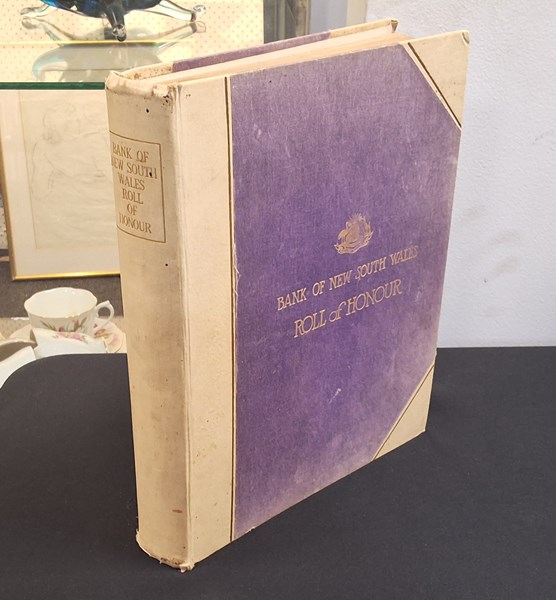 BANK OF
NEW SOUTH
WALES
ROLL
OF
HONOUR
BANK OF NEW SOUTH WALES
ROLL of HONOUR